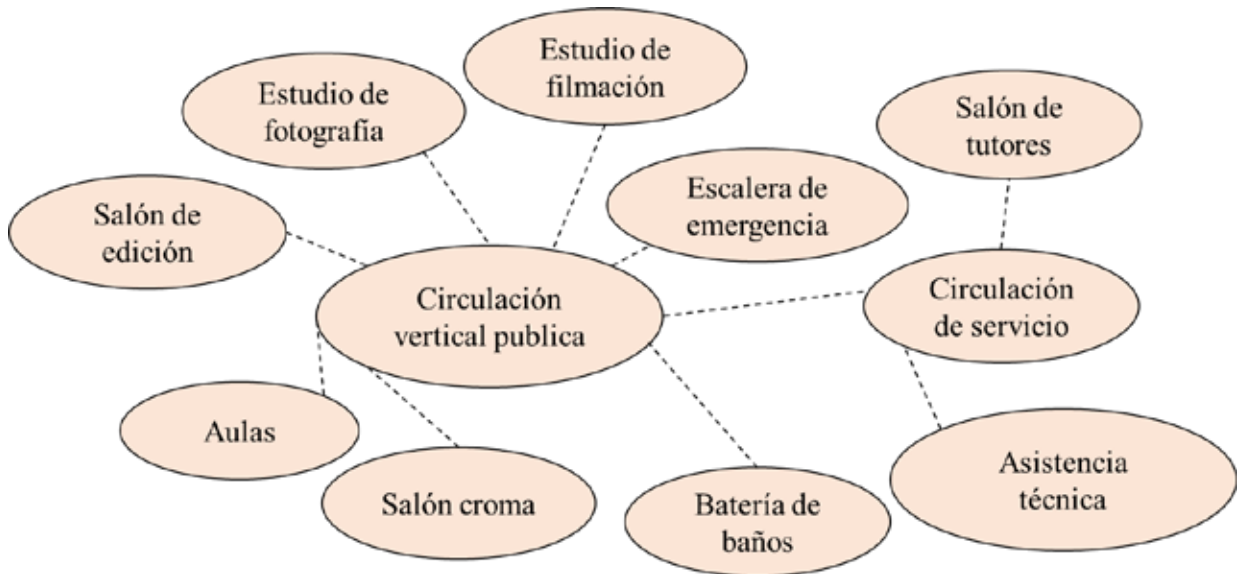 Estudio de
filmación
Estudio de
fotografía
Salón de
tutores
Escalera de
emergencia
Salón de
edición
Circulación
vertical publica
Circulación
de servicio
Aulas
Salón croma
Batería de
baños
Asistencia
técnica